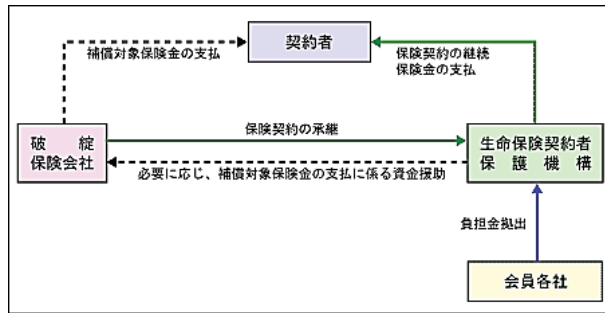 契約者
補償対象保険金の支払
保険契約の継続
保険金の支払
保険契約の承継
破綻
保険会社
生命保険契約者
保護機構
必要に応じ、補償対象保険金の支払に係る資金援助
負担金拠出
会員各社